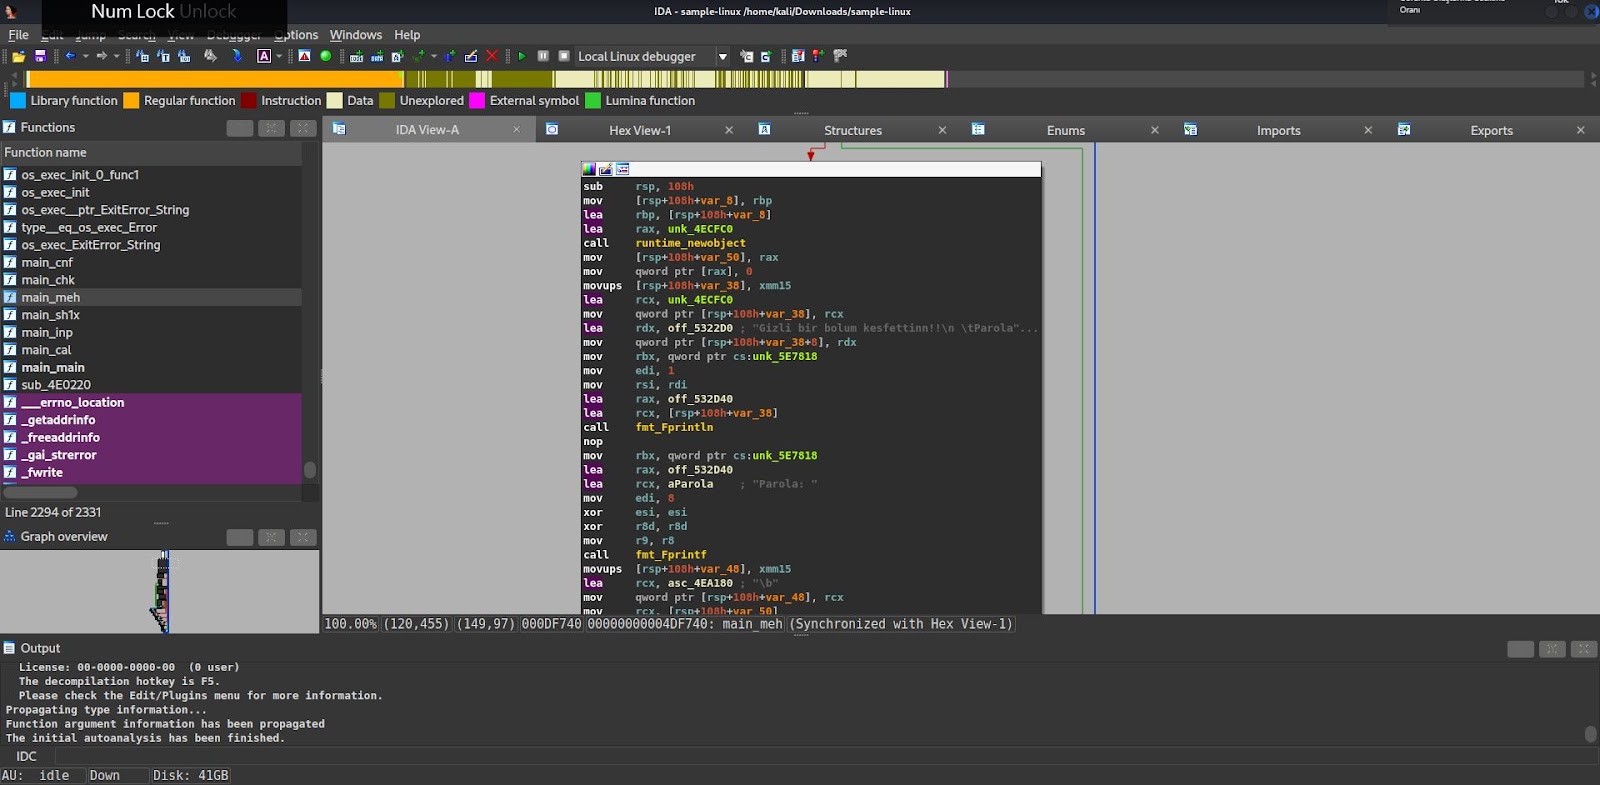 Num Lock Unlock
IDA - sample-linux /home/kali/Downloads/sample-linux
Oranı
File Edit Jump Search View Debugger Options Windows Help
Local Linux debugger
Library function Regular function Instruction Data Unexplored External symbol Lumina function
Functions
IDA View-A Hex View-1 Structures Enums Imports Exports
Function name
os_exec_init_0_func1
os_exec_init
os_exec__ptr_ExitError_String
type__eq_os_exec_Error
os_exec_ExitError_String
main_cnf
main_chk
main_meh
main_sh1x
main_inp
main_cal
main_main
sub_4E0220
___errno_location
_getaddrinfo
_freeaddrinfo
_gai_strerror
_fwrite
Line 2294 of 2331
Graph overview
sub rsp, 108h
mov [rsp+108h+var_8], rbp
lea rbp, [rsp+108h+var_8]
lea rax, unk_4ECFC0
call runtime_newobject
mov [rsp+108h+var_50], rax
mov qword ptr [rax], 0
movups [rsp+108h+var_38], xmm15
lea rcx, unk_4ECFC0
mov qword ptr [rsp+108h+var_38], rcx
lea rdx, off_5322D0 ; "Gizli bir bolum kesfettinn!!\n \tParola"...
mov qword ptr [rsp+108h+var_38+8], rdx
mov rbx, qword ptr cs:unk_5E7818
mov edi, 1
mov rsi, rdi
lea rax, off_532D40
lea rcx, [rsp+108h+var_38]
call fmt_Fprintln
nop
mov rbx, qword ptr cs:unk_5E7818
lea rax, off_532D40
lea rcx, aParola ; "Parola: "
mov edi, 8
xor esi, esi
xor r8d, r8d
mov r9, r8
call fmt_Fprintf
movups [rsp+108h+var_48], xmm15
lea rcx, asc_4EA180 ; "\b"
mov qword ptr [rsp+108h+var_48], rcx
mov rcx, [rsp+108h+var_50]
100.00% (120,455) (149,97) 000DF740 00000000004DF740: main_meh (Synchronized with Hex View-1)
Output
License: 00-0000-0000-00 (0 user)
The decompilation hotkey is F5.
Please check the Edit/Plugins menu for more information.
Propagating type information...
Function argument information has been propagated
The initial autoanalysis has been finished.
IDC
AU: idle Down Disk: 41GB